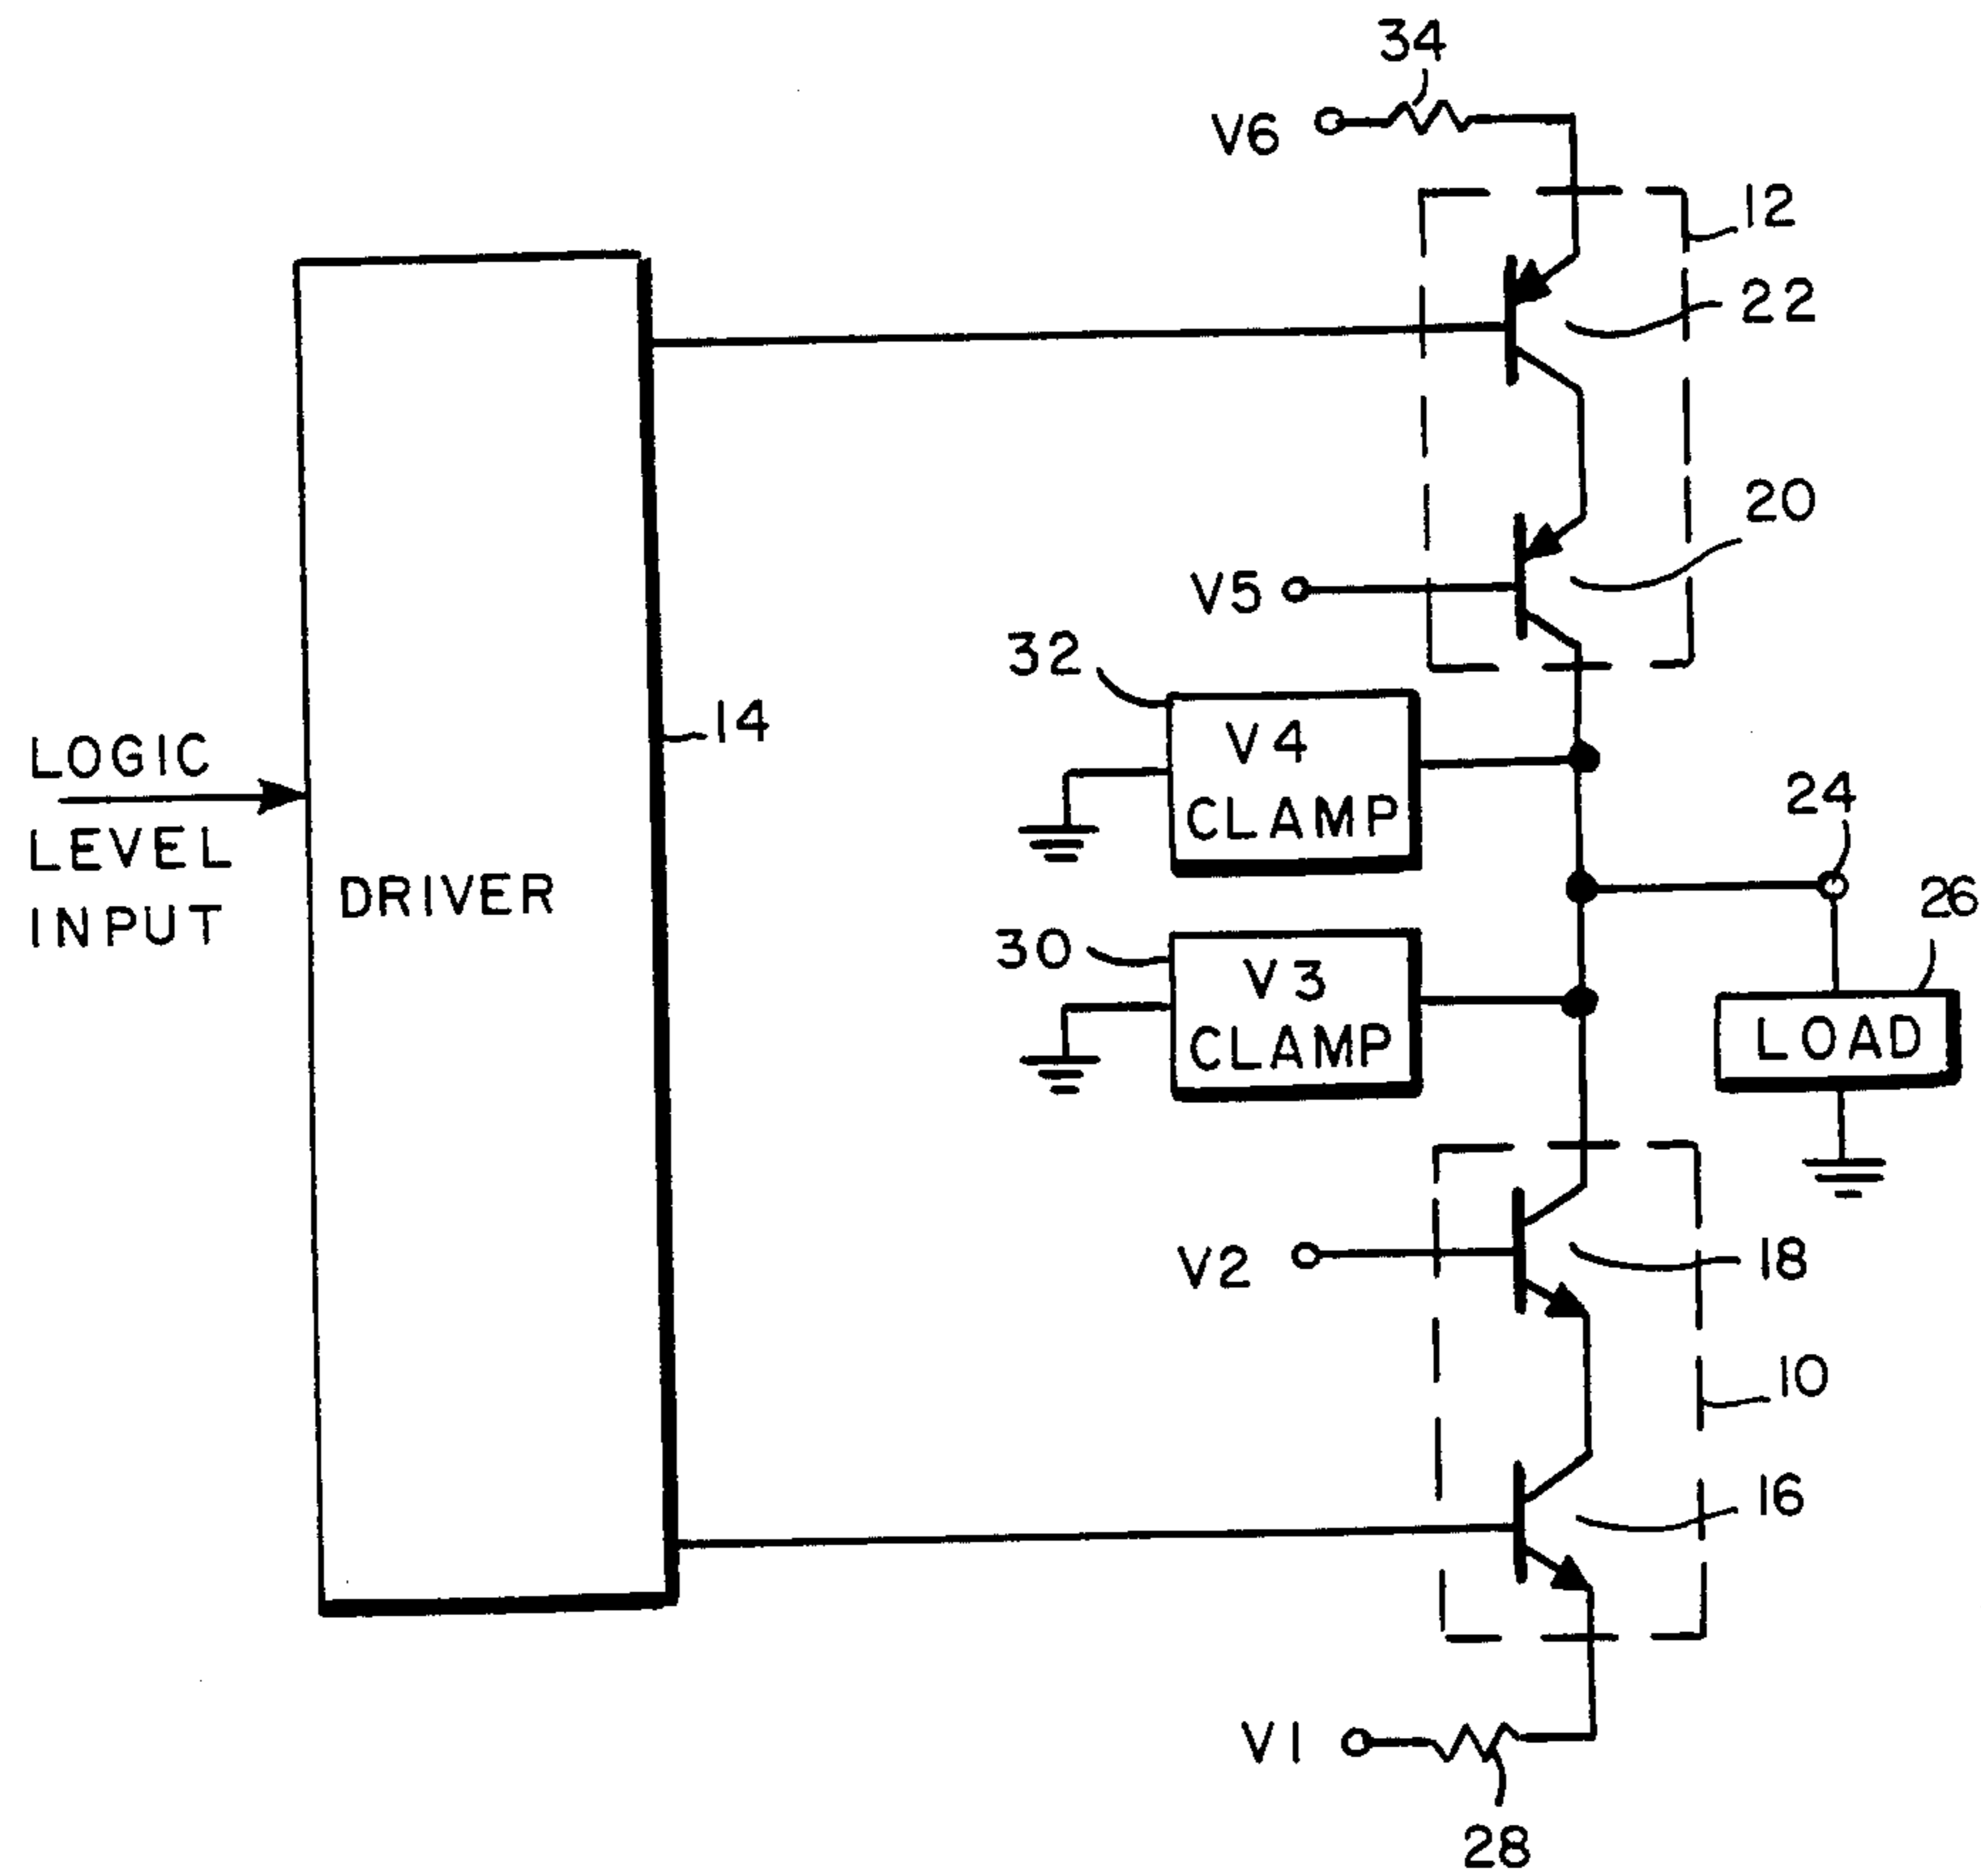 34
V6
12
22
20
V5
32
14
V4
CLAMP
LOGIC
LEVEL
INPUT
DRIVER
24
26
30
V3
CLAMP
LOAD
V2
18
10
16
V1
28